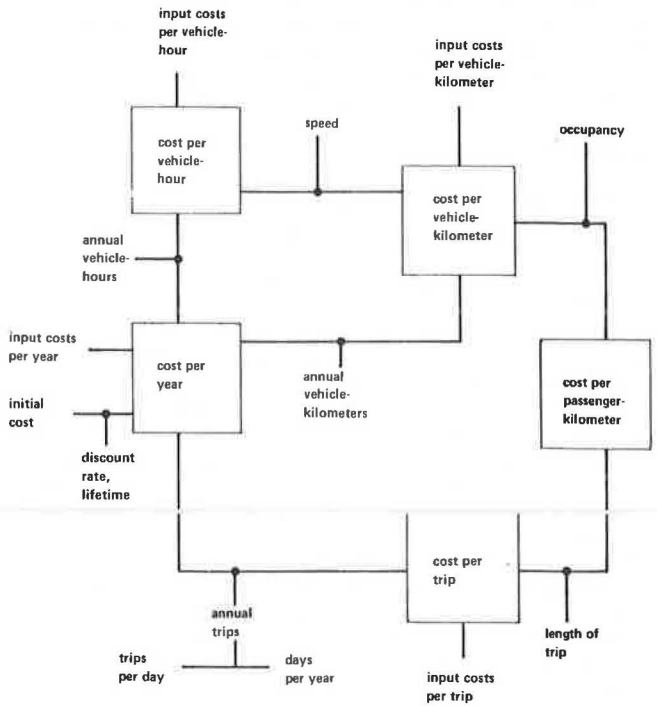 input costs
per vehicle-
hour
input costs
per vehicle-
kilometer
speed
occupancy
cost per
vehicle-
hour
cost per
vehicle-
kilometer
annual
vehicle-
hours
input costs
per year
cost per
year
annual
vehicle-
kilometers
cost per
passenger-
kilometer
initial
cost
discount
rate,
lifetime
cost per
trip
annual
trips
length of
trip
trips
per day
days
per year
input costs
per trip